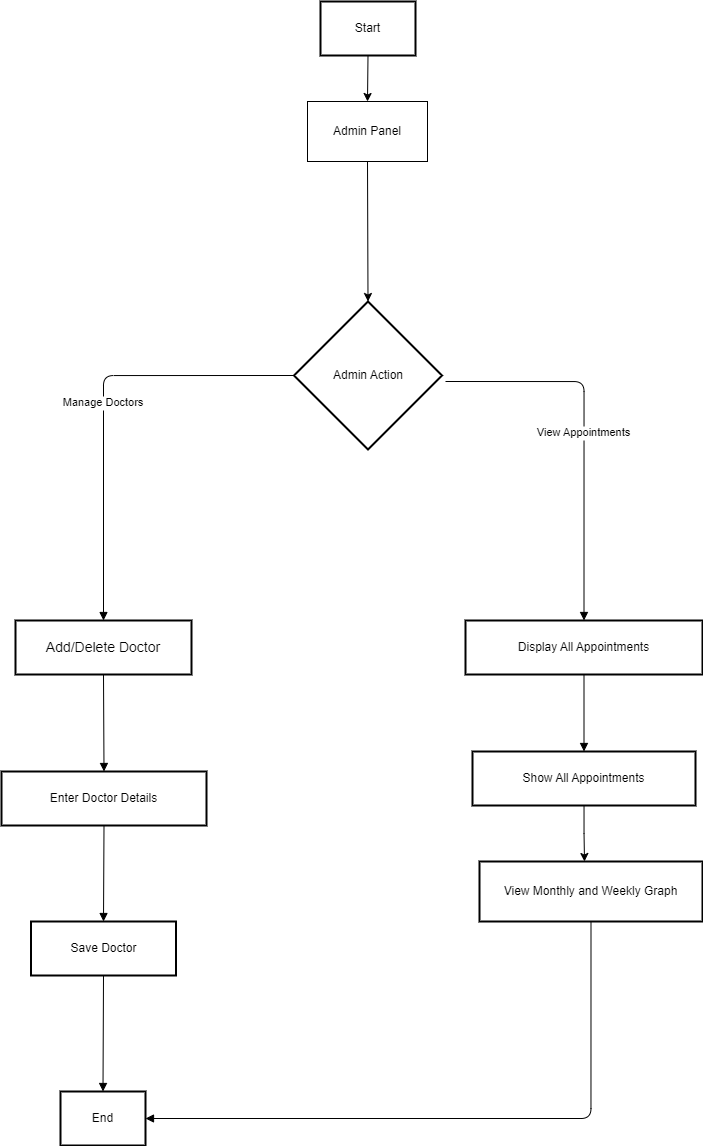 Start
Admin Panel
Admin Action
Manage Doctors
View Appointments
Add/Delete Doctor
Display All Appointments
Enter Doctor Details
Show All Appointments
View Monthly and Weekly Graph
Save Doctor
End